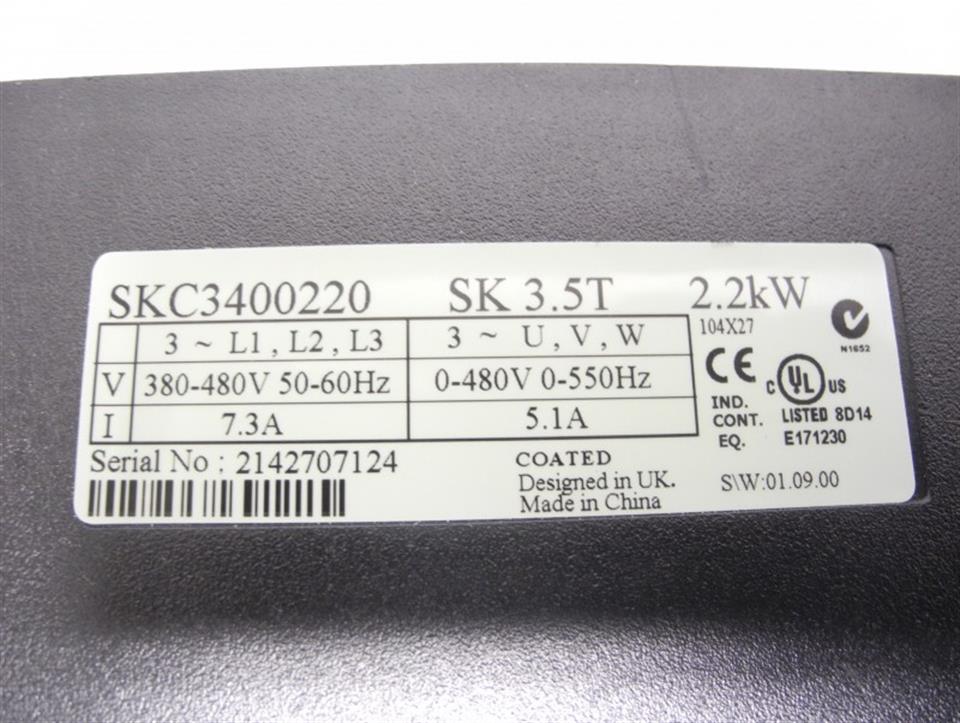 SKC3400220 SK 3.5T 2.2kW
3 ~ L1 , L2 , L3 3 ~ U , V , W
V 380-480V 50-60Hz 0-480V 0-550Hz
I 7.3A 5.1A
Serial No : 2142707124
COATED
Designed in UK.
Made in China
104X27
N1652
CE
IND.
CONT.
EQ.
C UL US
LISTED 8D14
E171230
S\W:01.09.00